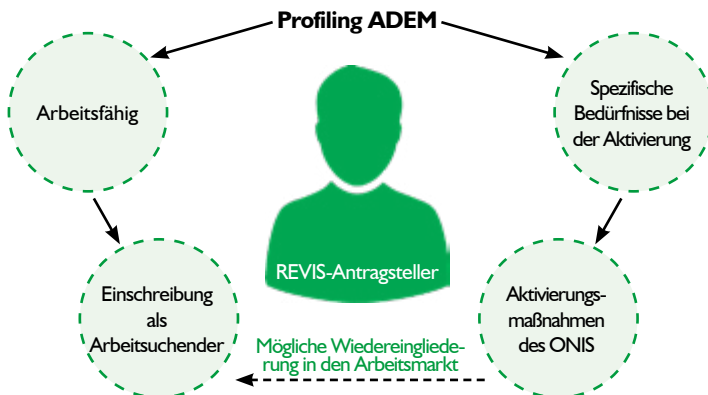 Profiling ADEM
Arbeitsfähig
Spezifische
Bedürfnisse bei
der Aktivierung
REVIS-Antragsteller
Einschreibung
als
Arbeitsuchender
Aktivierungs-
maßnahmen
des ONIS
Mögliche Wiedereingliede-
rung in den Arbeitsmarkt